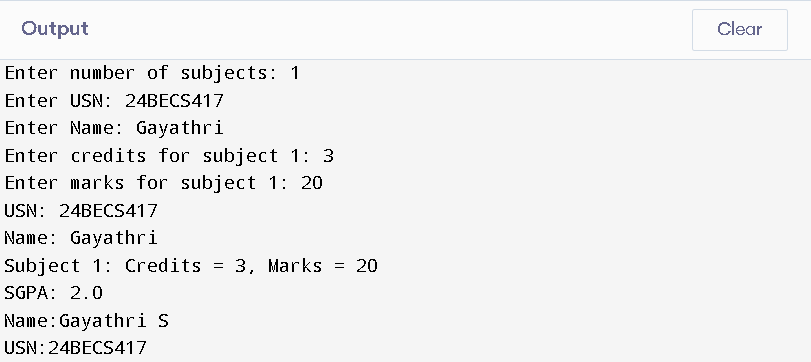 Output
Clear
Enter number of subjects: 1
Enter USN: 24BECS417
Enter Name: Gayathri
Enter credits for subject 1: 3
Enter marks for subject 1: 20
USN: 24BECS417
Name: Gayathri
Subject 1: Credits = 3, Marks = 20
SGPA: 2.0
Name:Gayathri S
USN:24BECS417